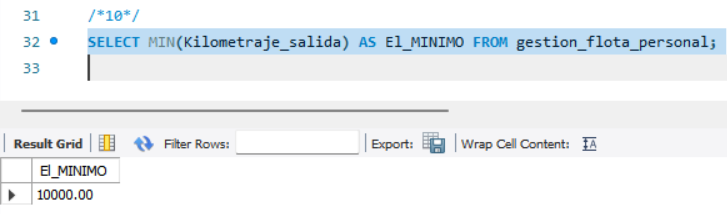 31 /*10*/
32 SELECT MIN(Kilometraje_salida) AS El_MINIMO FROM gestion_flota_personal;
33
Result Grid Filter Rows: Export: Wrap Cell Content: IA
El_MINIMO
10000.00